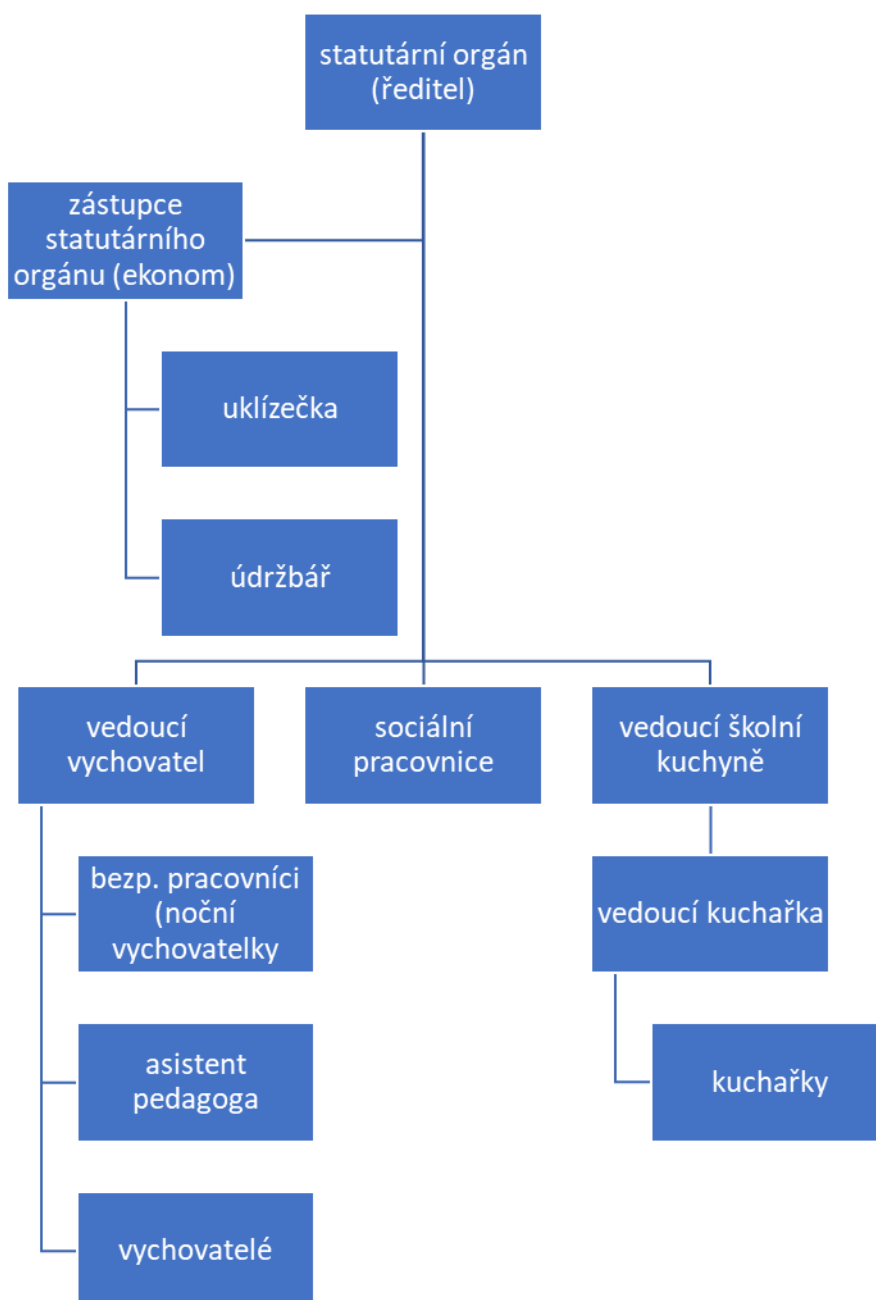 statutární orgán
(ředitel)
zástupce
statutárního
orgánu (ekonom)
uklízečka
údržbář
vedoucí
vychovatel
sociální
pracovnice
vedoucí školní
kuchyně
bezp. pracovníci
(noční
vychovatelky
vedoucí kuchařka
asistent
pedagoga
kuchařky
vychovatelé